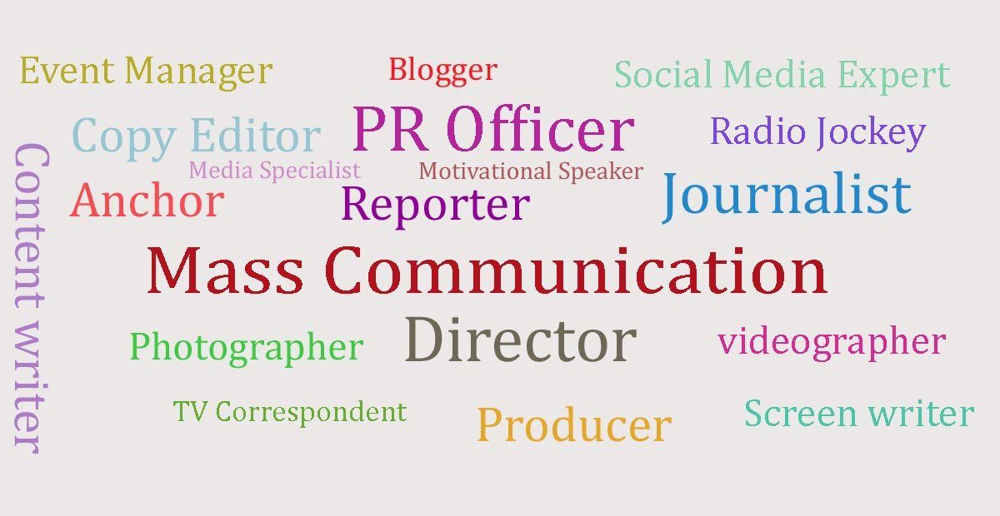 Event Manager
Blogger
Social Media Expert
Copy Editor
PR Officer
Radio Jockey
Media Specialist
Motivational Speaker
Anchor
Reporter
Journalist
Content writer
Mass Communication
Photographer
Director
videographer
TV Correspondent
Producer
Screen writer